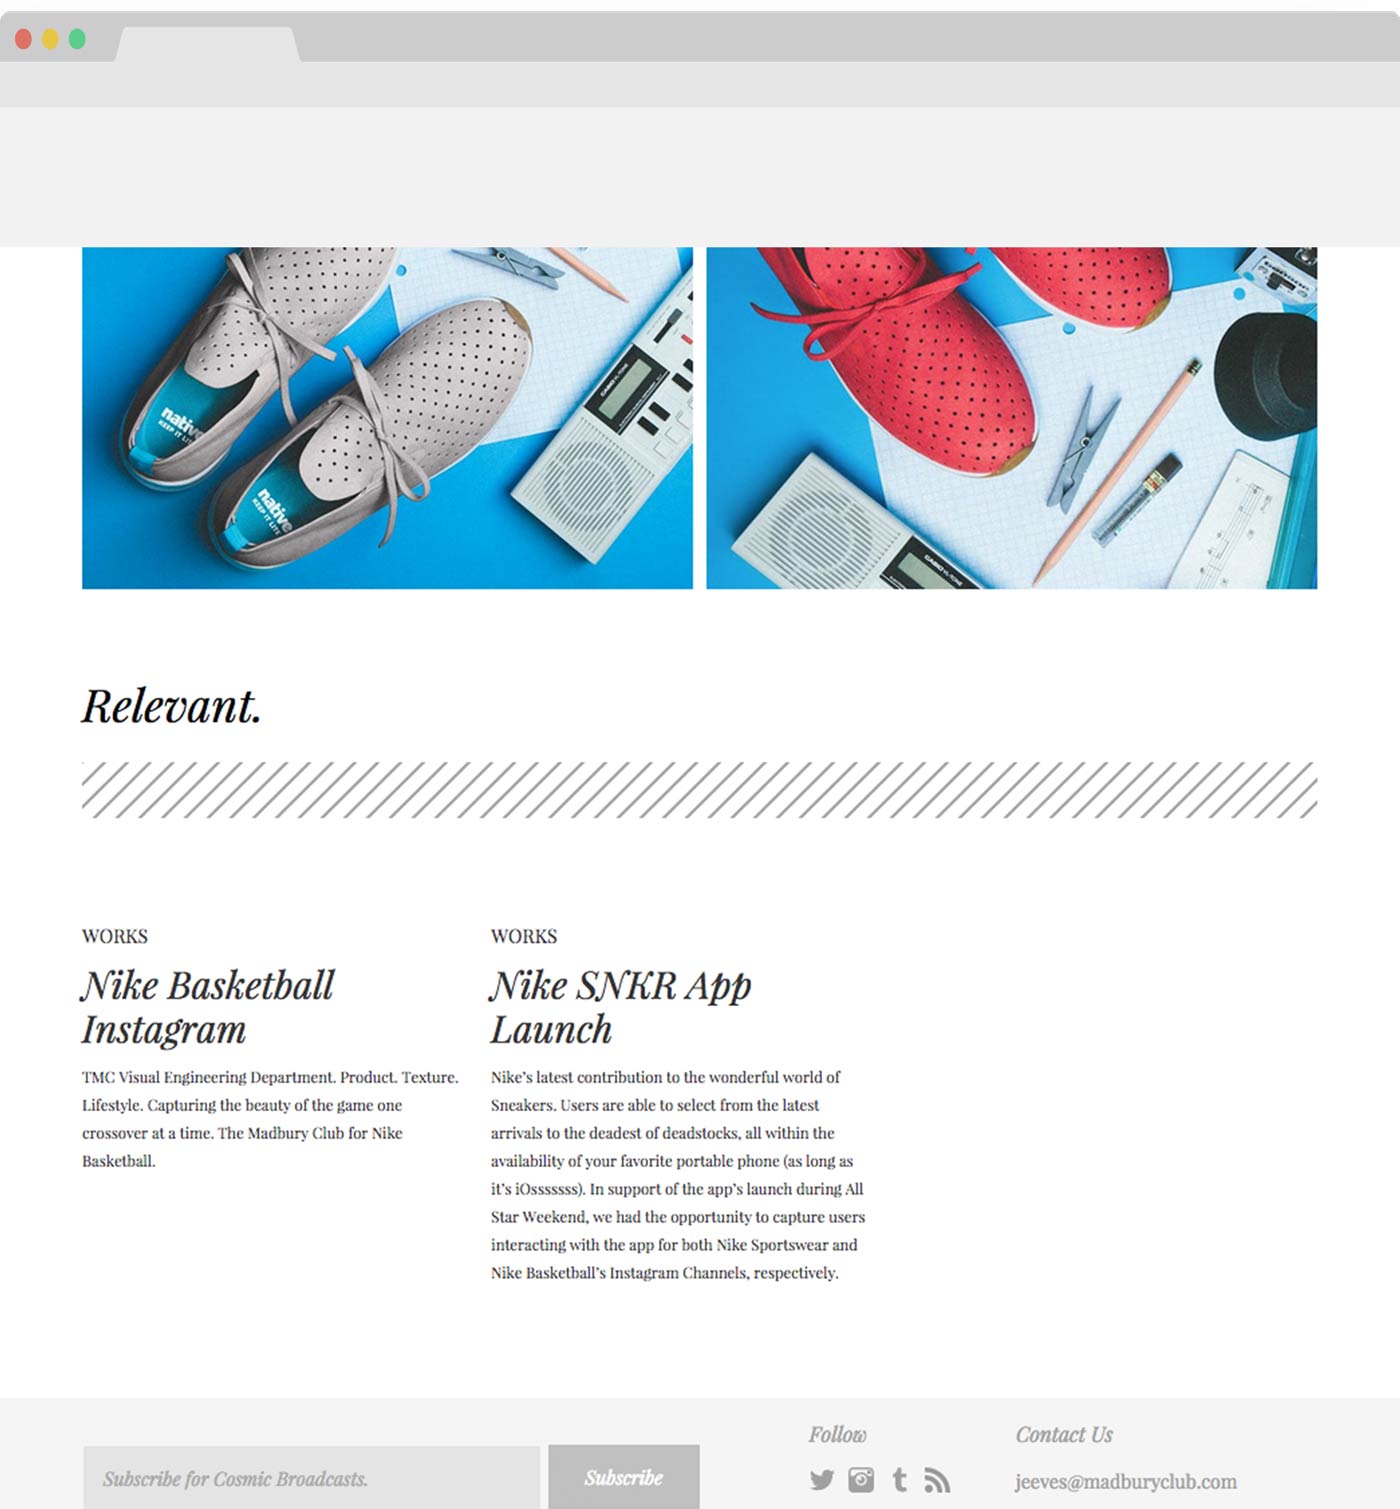 native
KEEP IT LITE
native
KEEP IT LITE
CASIO VL-TONE
CASIO VL-TONE
Relevant.
WORKS
Nike Basketball
Instagram
TMC Visual Engineering Department. Product. Texture.
Lifestyle. Capturing the beauty of the game one
crossover at a time. The Madbury Club for Nike
Basketball.
WORKS
Nike SNKR App
Launch
Nike’s latest contribution to the wonderful world of
Sneakers. Users are able to select from the latest
arrivals to the deadest of deadstocks, all within the
availability of your favorite portable phone (as long as
it’s iOsssssss). In support of the app’s launch during All
Star Weekend, we had the opportunity to capture users
interacting with the app for both Nike Sportswear and
Nike Basketball’s Instagram Channels, respectively.
Subscribe for Cosmic Broadcasts.
Subscribe
Follow
Contact Us
jeeves@madburyclub.com